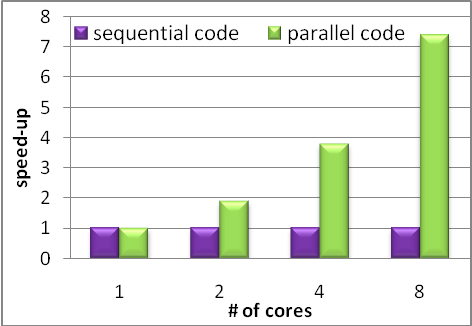 8
sequential code parallel code
7
6
5
4
3
2
1
0
speed-up
1 2 4 8
# of cores